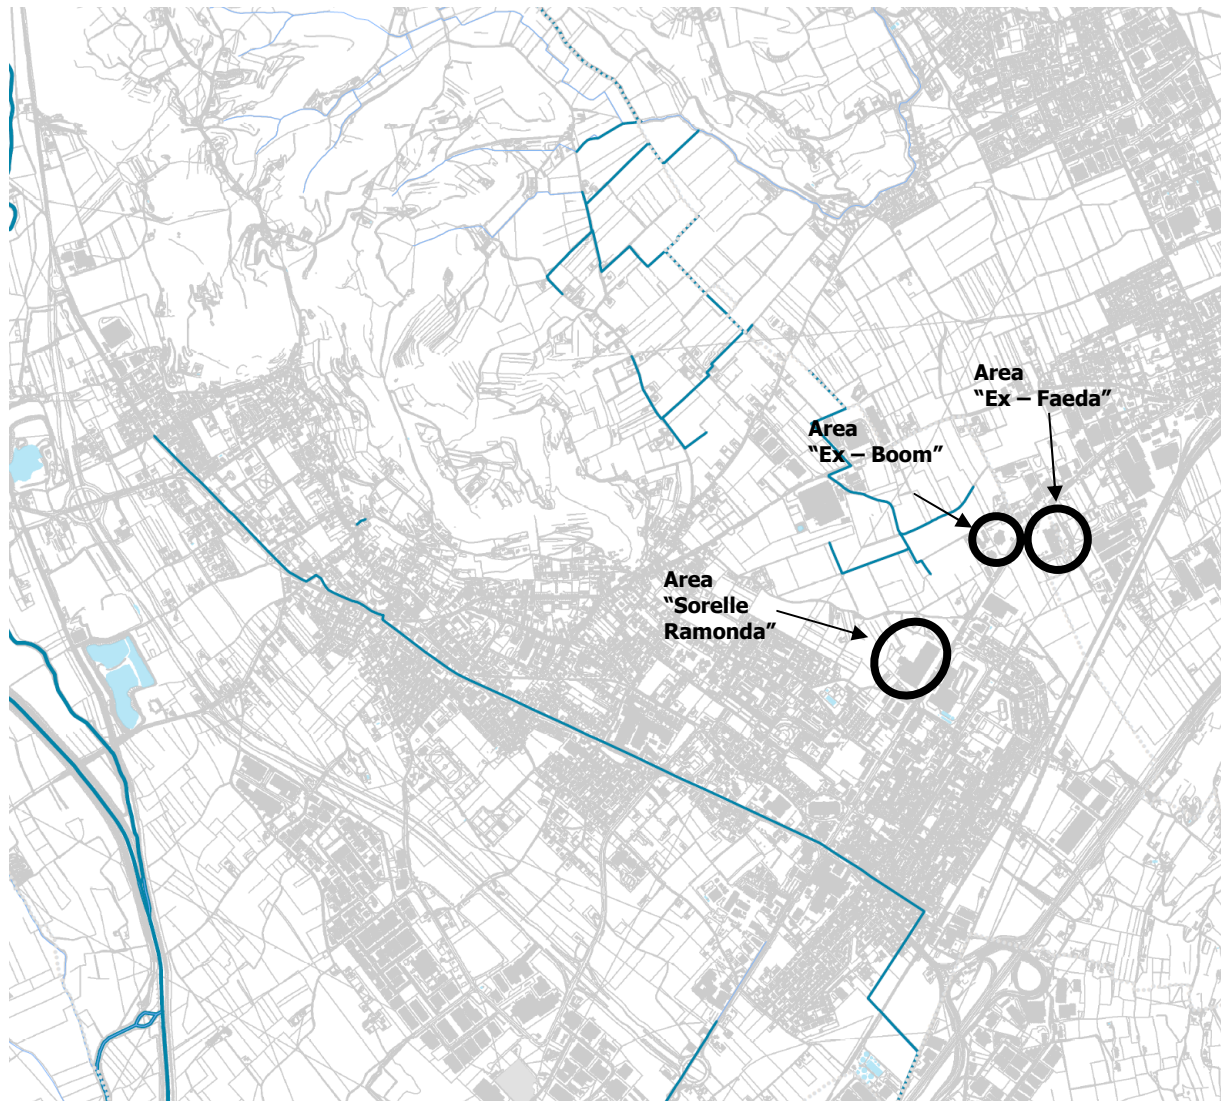 Area
“Ex – Faeda”
Area
“Ex – Boom”
Area
“Sorelle
Ramonda”